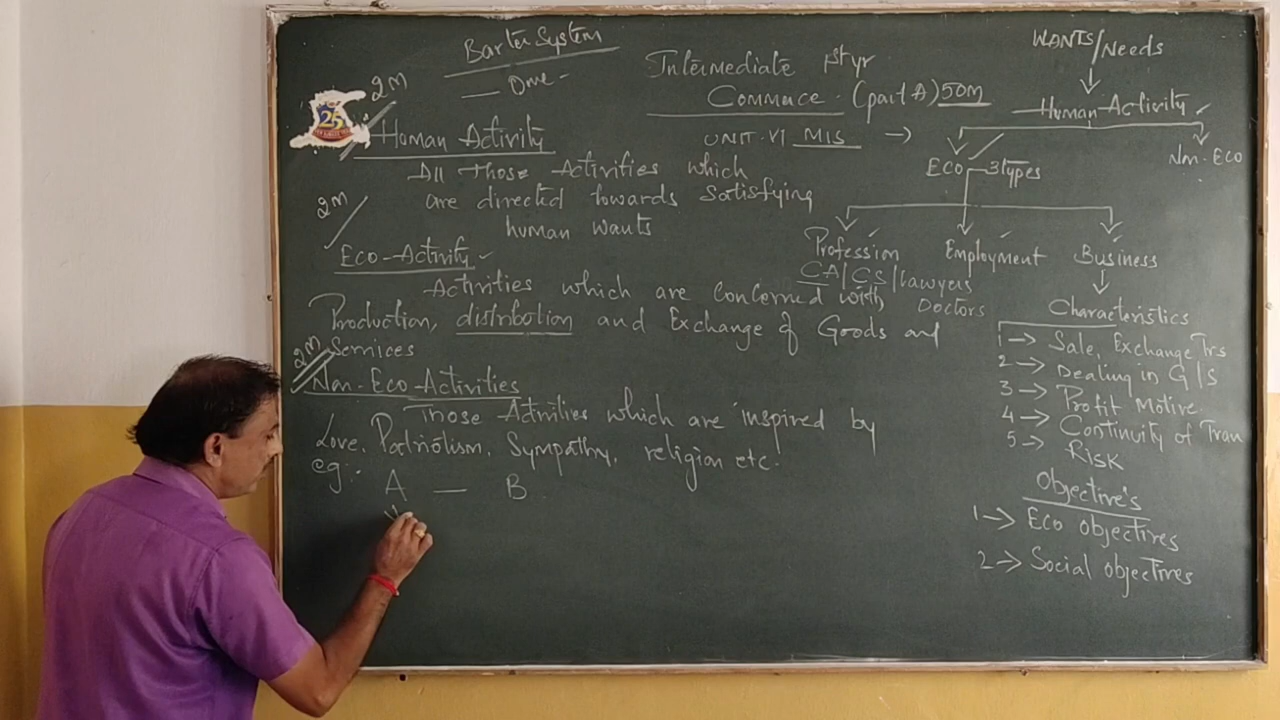 Barter System
Intermediate Ist yr
Commerce (part A) 50M
UNIT-VI MIS →
2M
Human Activity
All Those Activities which
are directed towards satisfying
human wants
2M
Eco-Activity
Activities which are concerned with
Production, distribution and Exchange of Goods and
Services
2M
Non-Eco Activities
Those Activities which are inspired by
Love, Patriotism, Sympathy, religion etc.
eg:
A — B
WANTS/Needs
Human Activity
ECO — 3types
Non-Eco
Profession Employment Business
CA/CS/Lawyers
Doctors
Characteristics
1→ Sale, Exchange Trs
2→ Dealing in G/S
3→ Profit Motive
4→ Continuity of Tran
5→ Risk
Objective's
1→ Eco objectives
2→ Social objectives
25